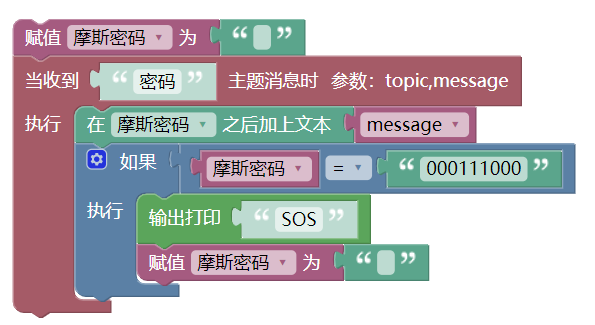 赋值 摩斯密码 为 “ ”
当收到 “ 密码 ” 主题消息时 参数：topic,message
执行 在 摩斯密码 之后加上文本 message
如果 摩斯密码 = “ 000111000 ”
执行 输出打印 “ SOS ”
赋值 摩斯密码 为 “ ”